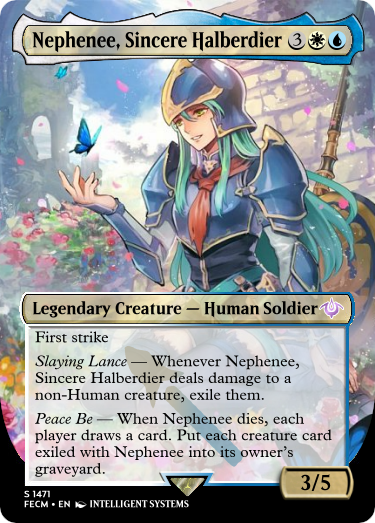 Nephenee, Sincere Halberdier 3
Legendary Creature — Human Soldier
First strike
Slaying Lance — Whenever Nephenee,
Sincere Halberdier deals damage to a
non-Human creature, exile them.
Peace Be — When Nephenee dies, each
player draws a card. Put each creature card
exiled with Nephenee into its owner's
graveyard.
3/5
S 1471
FECM • EN INTELLIGENT SYSTEMS